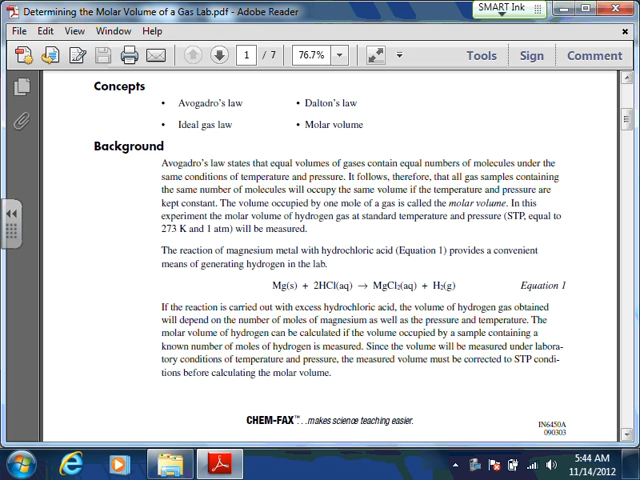 Determining the Molar Volume of a Gas Lab.pdf - Adobe Reader
SMART Ink
File Edit View Window Help
1 / 7 76.7% Tools Sign Comment
Concepts
• Avogadro's law • Dalton's law
• Ideal gas law • Molar volume
Background
Avogadro's law states that equal volumes of gases contain equal numbers of molecules under the
same conditions of temperature and pressure. It follows, therefore, that all gas samples containing
the same number of molecules will occupy the same volume if the temperature and pressure are
kept constant. The volume occupied by one mole of a gas is called the molar volume. In this
experiment the molar volume of hydrogen gas at standard temperature and pressure (STP, equal to
273 K and 1 atm) will be measured.
The reaction of magnesium metal with hydrochloric acid (Equation 1) provides a convenient
means of generating hydrogen in the lab.
Mg(s) + 2HCl(aq) → MgCl₂(aq) + H₂(g) Equation 1
If the reaction is carried out with excess hydrochloric acid, the volume of hydrogen gas obtained
will depend on the number of moles of magnesium as well as the pressure and temperature. The
molar volume of hydrogen can be calculated if the volume occupied by a sample containing a
known number of moles of hydrogen is measured. Since the volume will be measured under labora-
tory conditions of temperature and pressure, the measured volume must be corrected to STP condi-
tions before calculating the molar volume.
CHEM-FAX™...makes science teaching easier.
IN6450A
090303
5:44 AM
11/14/2012